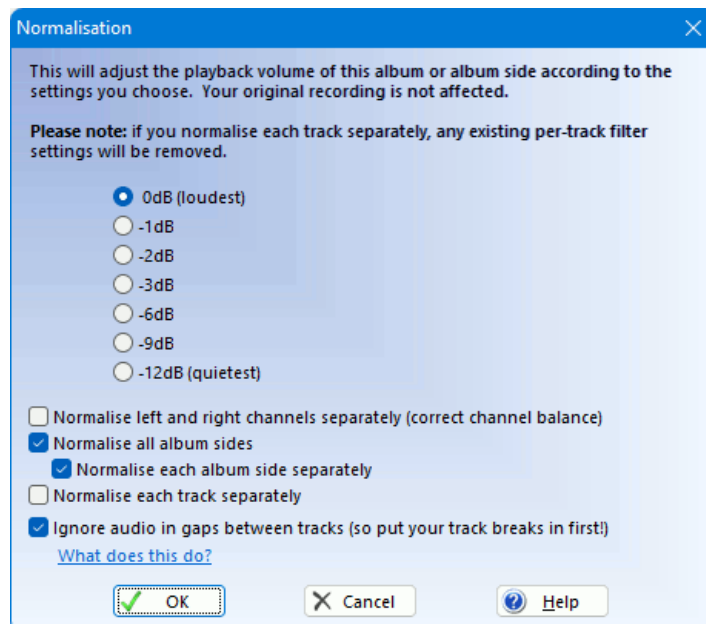 Normalisation
This will adjust the playback volume of this album or album side according to the
settings you choose.  Your original recording is not affected.
Please note: if you normalise each track separately, any existing per-track filter
settings will be removed.
0dB (loudest)
-1dB
-2dB
-3dB
-6dB
-9dB
-12dB (quietest)
Normalise left and right channels separately (correct channel balance)
Normalise all album sides
Normalise each album side separately
Normalise each track separately
Ignore audio in gaps between tracks (so put your track breaks in first!)
What does this do?
OK
Cancel
Help